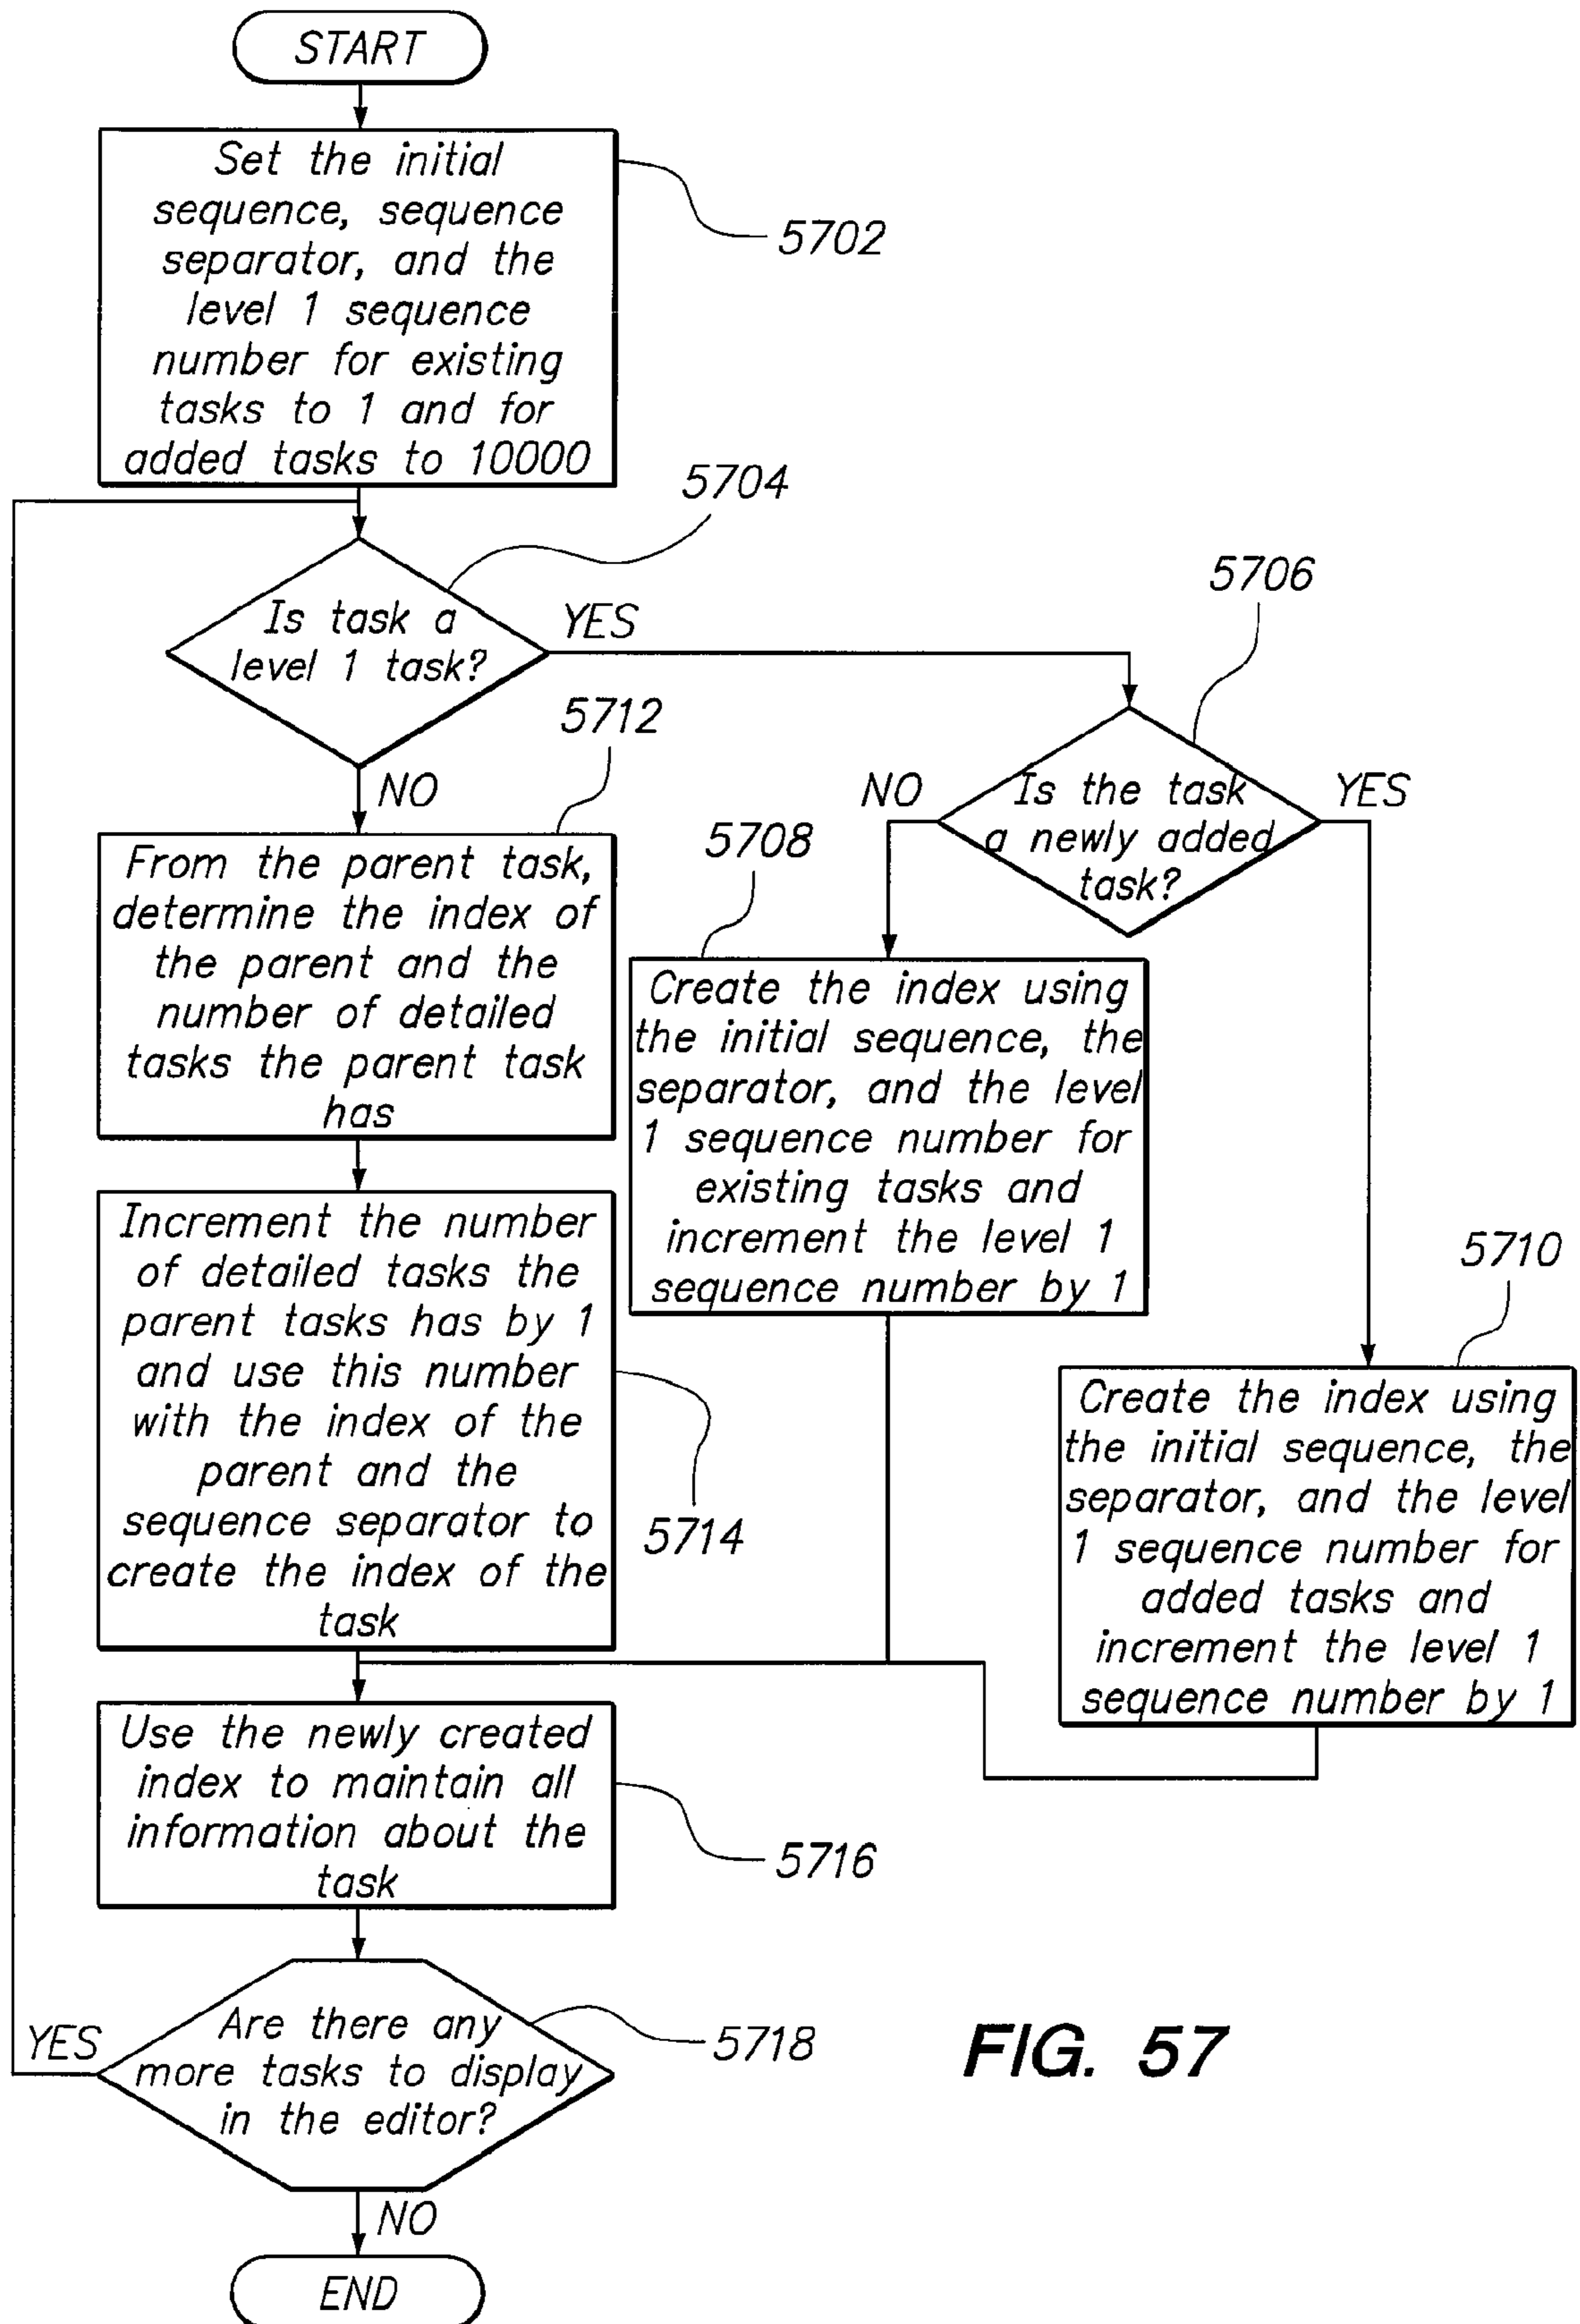 START
Set the initial
sequence, sequence
separator, and the
level 1 sequence
number for existing
tasks to 1 and for
added tasks to 10000
5702
5704
Is task a
level 1 task?
YES
NO
5706
Is the task
a newly added
task?
NO
YES
5712
From the parent task,
determine the index of
the parent and the
number of detailed
tasks the parent task
has
5708
Create the index using
the initial sequence, the
separator, and the level
1 sequence number for
existing tasks and
increment the level 1
sequence number by 1
5710
Create the index using
the initial sequence, the
separator, and the level
1 sequence number for
added tasks and
increment the level 1
sequence number by 1
Increment the number
of detailed tasks the
parent tasks has by 1
and use this number
with the index of the
parent and the
sequence separator to
create the index of the
task
5714
Use the newly created
index to maintain all
information about the
task
5716
Are there any
more tasks to display
in the editor?
5718
YES
NO
END
FIG. 57